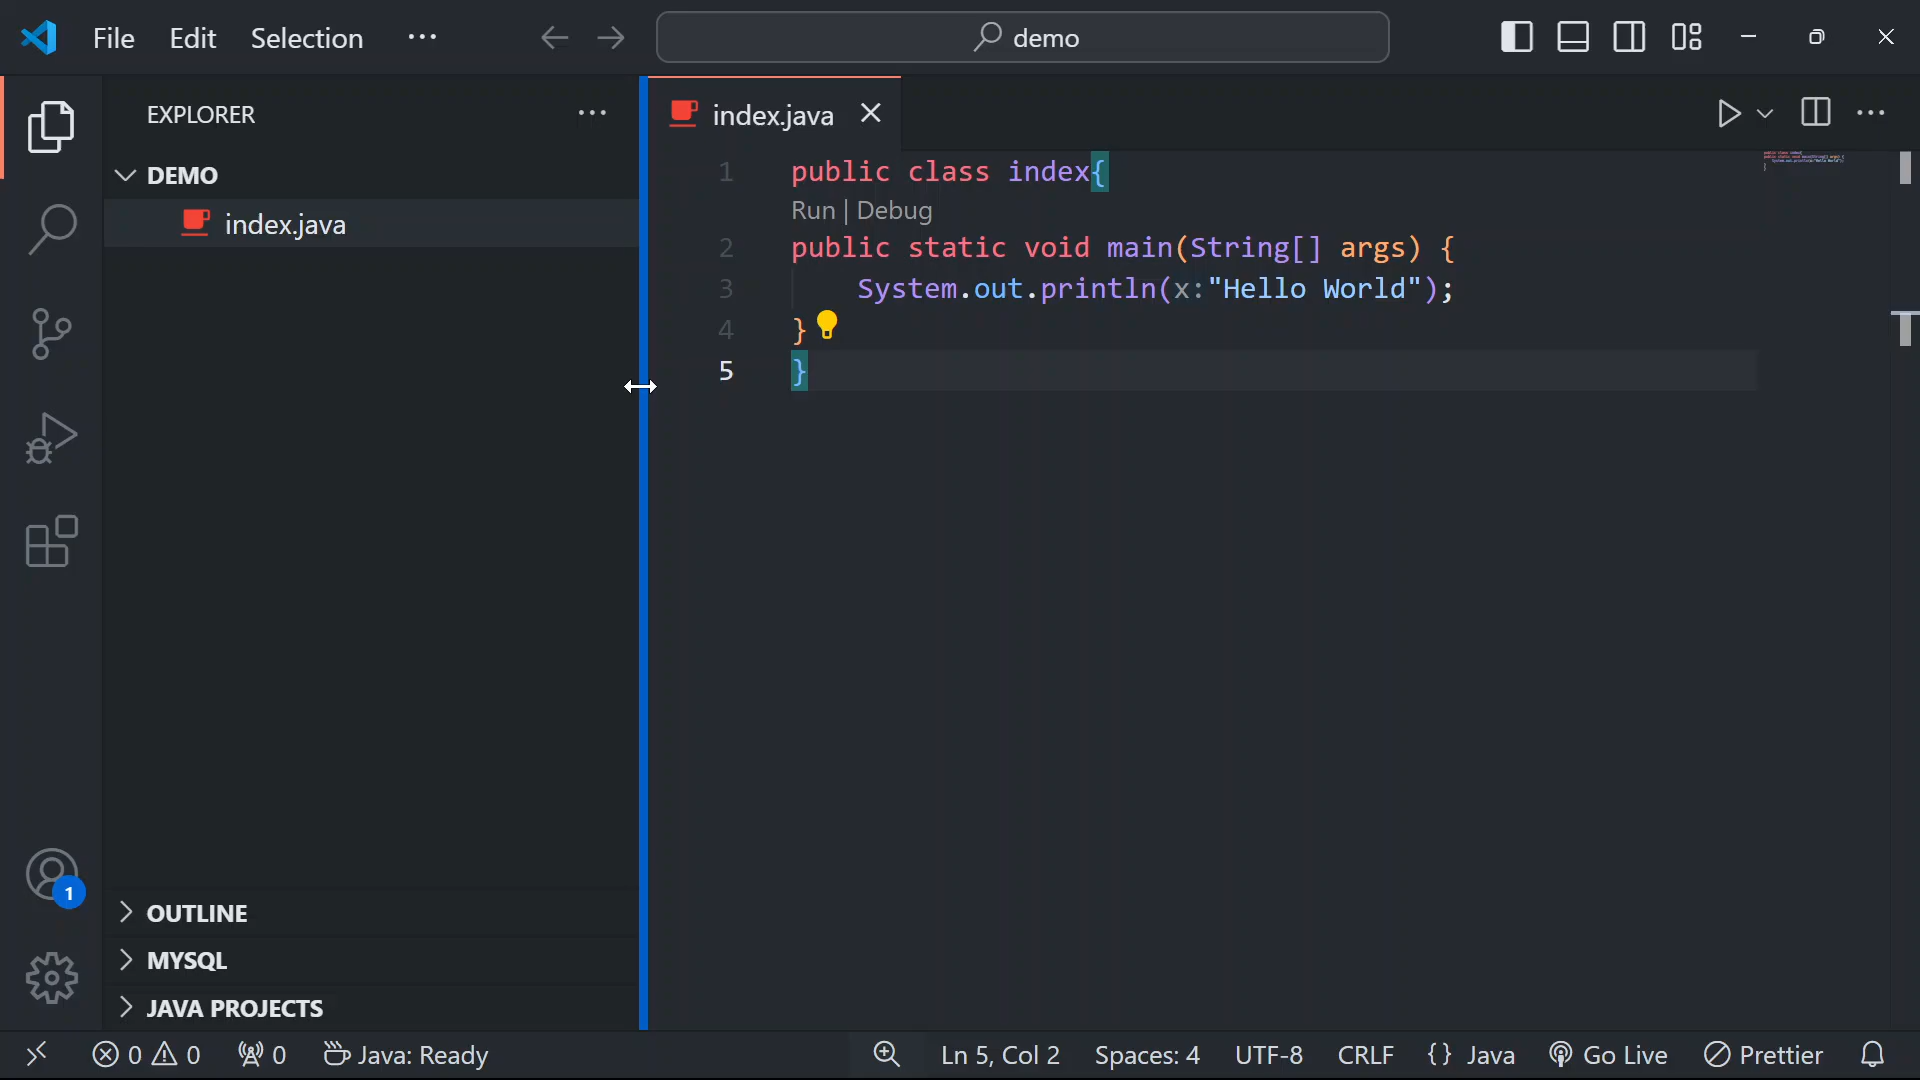 File Edit Selection ···
demo
EXPLORER ···
DEMO
index.java
OUTLINE
MYSQL
JAVA PROJECTS
index.java
1 public class index{
Run | Debug
2 public static void main(String[] args) {
3 System.out.println(x:"Hello World");
4 }
5 }
1
0 0 0 Java: Ready
Ln 5, Col 2 Spaces: 4 UTF-8 CRLF {} Java Go Live Prettier